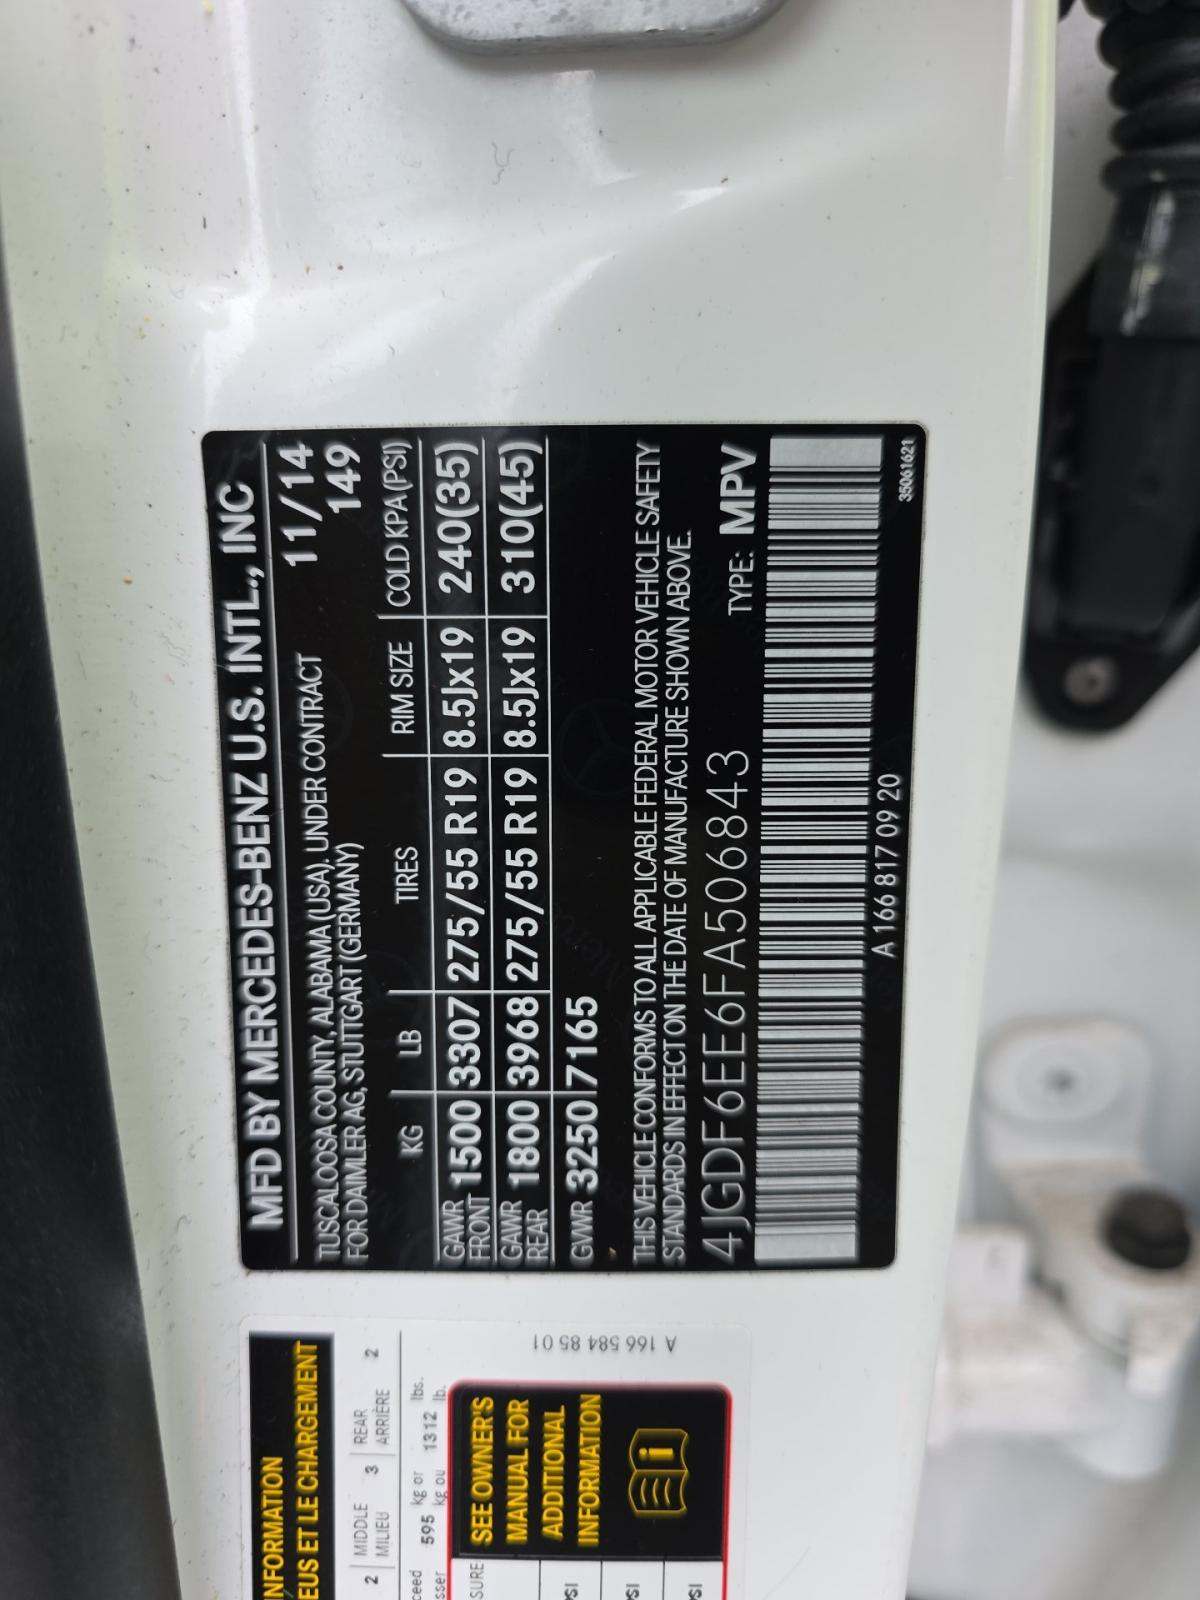 MFD BY MERCEDES-BENZ U.S. INTL., INC
TUSCALOOSA COUNTY, ALABAMA (USA), UNDER CONTRACT 11/14
FOR DAIMLER AG, STUTTGART (GERMANY) 149
KG LB TIRES RIM SIZE COLD KPA(PSI)
GAWR FRONT 1500 3307 275/55 R19 8.5Jx19 240(35)
GAWR REAR 1800 3968 275/55 R19 8.5Jx19 310(45)
GVWR 3250 7165
THIS VEHICLE CONFORMS TO ALL APPLICABLE FEDERAL MOTOR VEHICLE SAFETY
STANDARDS IN EFFECT ON THE DATE OF MANUFACTURE SHOWN ABOVE.
4JGDF6EE6FA506843 TYPE: MPV
A 166 817 09 20
35061621
INFORMATION
EUS ET LE CHARGEMENT
2 MIDDLE 3 REAR 2
MILIEU ARRIÈRE
595 kg or 1312 lbs.
kg ou lb.
SEE OWNER'S
MANUAL FOR
ADDITIONAL
INFORMATION
A 166 584 85 01